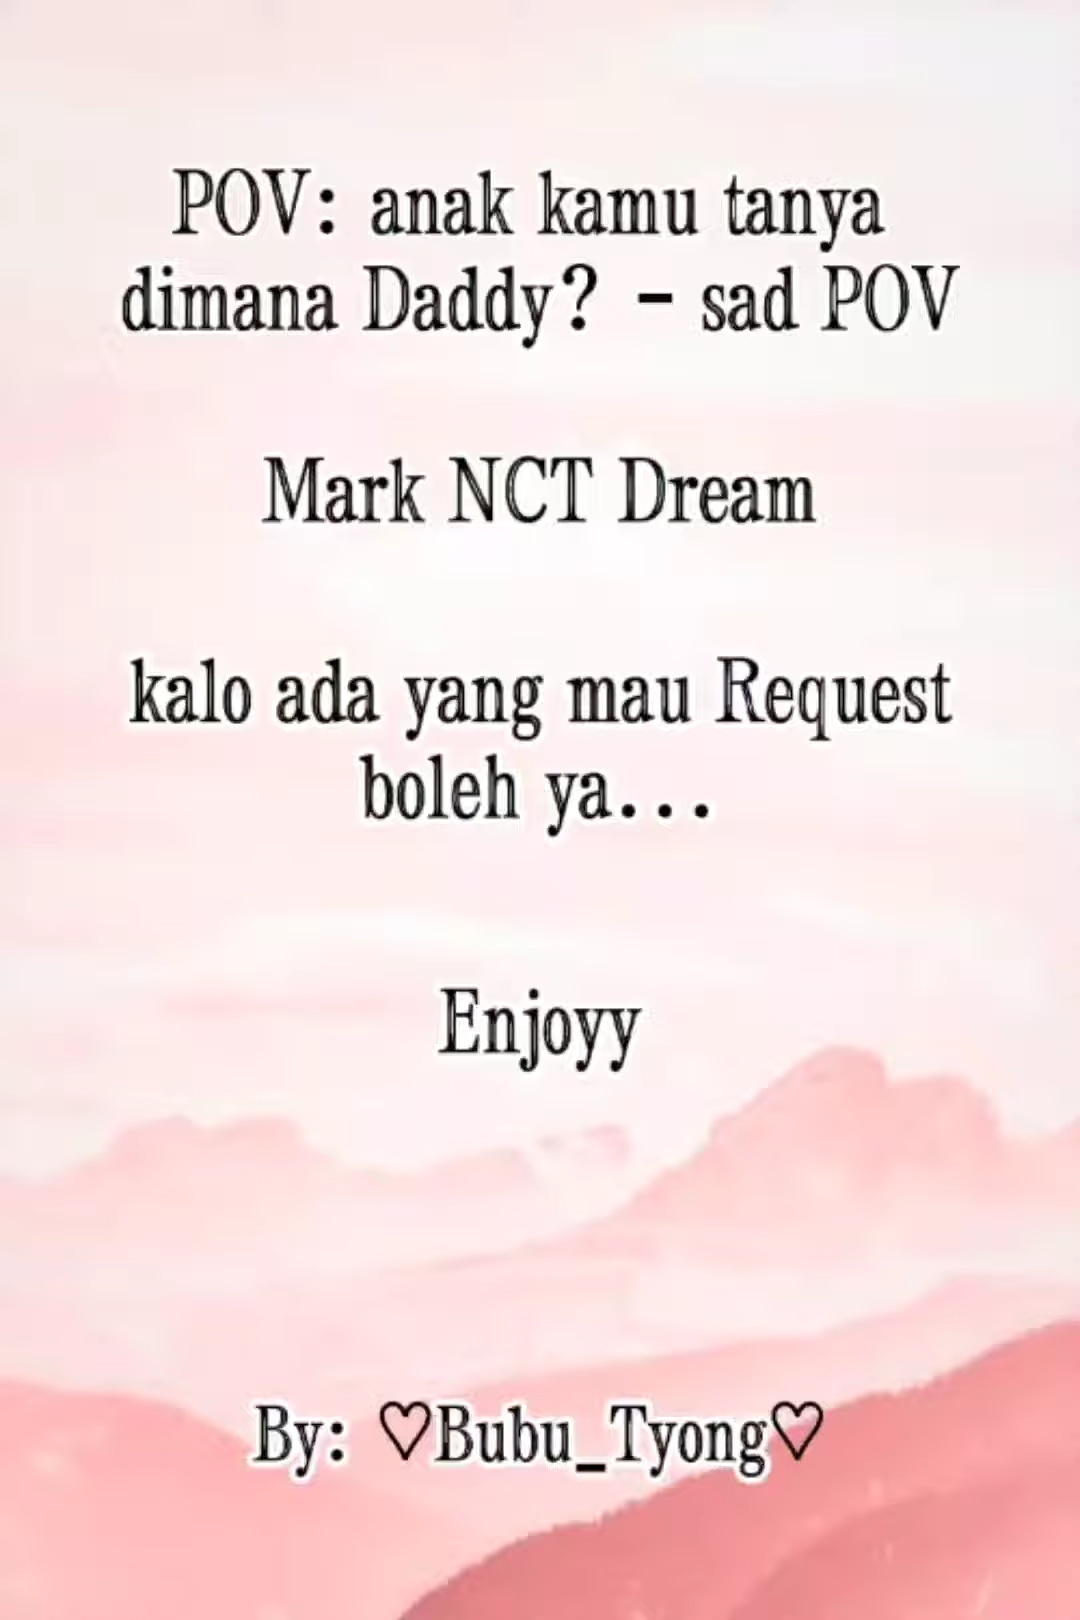 POV: anak kamu tanya
dimana Daddy? - sad POV
Mark NCT Dream
kalo ada yang mau Request
boleh ya...
Enjoyy
By: ♡Bubu_Tyong♡